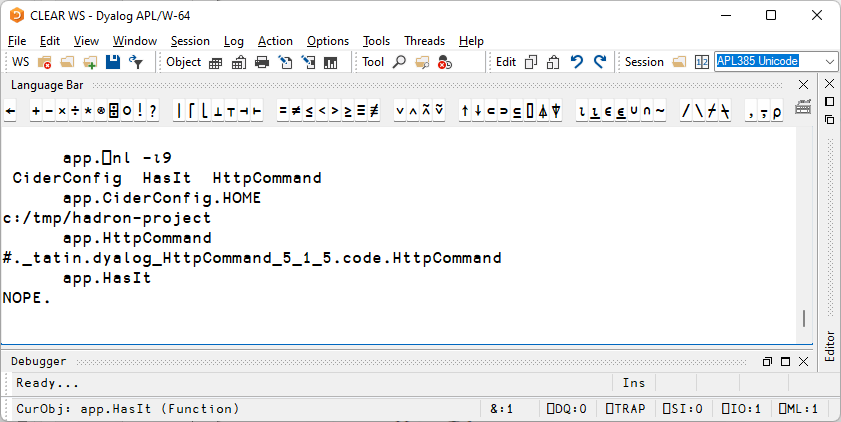 CLEAR WS - Dyalog APL/W-64
File Edit View Window Session Log Action Options Tools Threads Help
WS Object Tool Edit Session APL385 Unicode
Language Bar
← + - × ÷ * ⍟ ⌹ ○ ! ? | ⌈ ⌊ ⊥ ⊤ ⊣ ⊢ = ≠ ≤ < > ≥ ≡ ≢ ∨ ∧ ⍲ ⍱ ↑ ↓ ⊂ ⊃ ⊆ ⌷ ⍋ ⍒ ⍳ ⍸ ∊ ⍷ ∪ ∩ ~ / \ ⌿ ⍀ , ⍪ ⍴
app.⎕nl -⍳9
CiderConfig HasIt HttpCommand
app.CiderConfig.HOME
c:/tmp/hadron-project
app.HttpCommand
#._tatin.dyalog_HttpCommand_5_1_5.code.HttpCommand
app.HasIt
NOPE.
Editor
Debugger
Ready... Ins
CurObj: app.HasIt (Function) &:1 ⎕DQ:0 ⎕TRAP ⎕SI:0 ⎕IO:1 ⎕ML:1